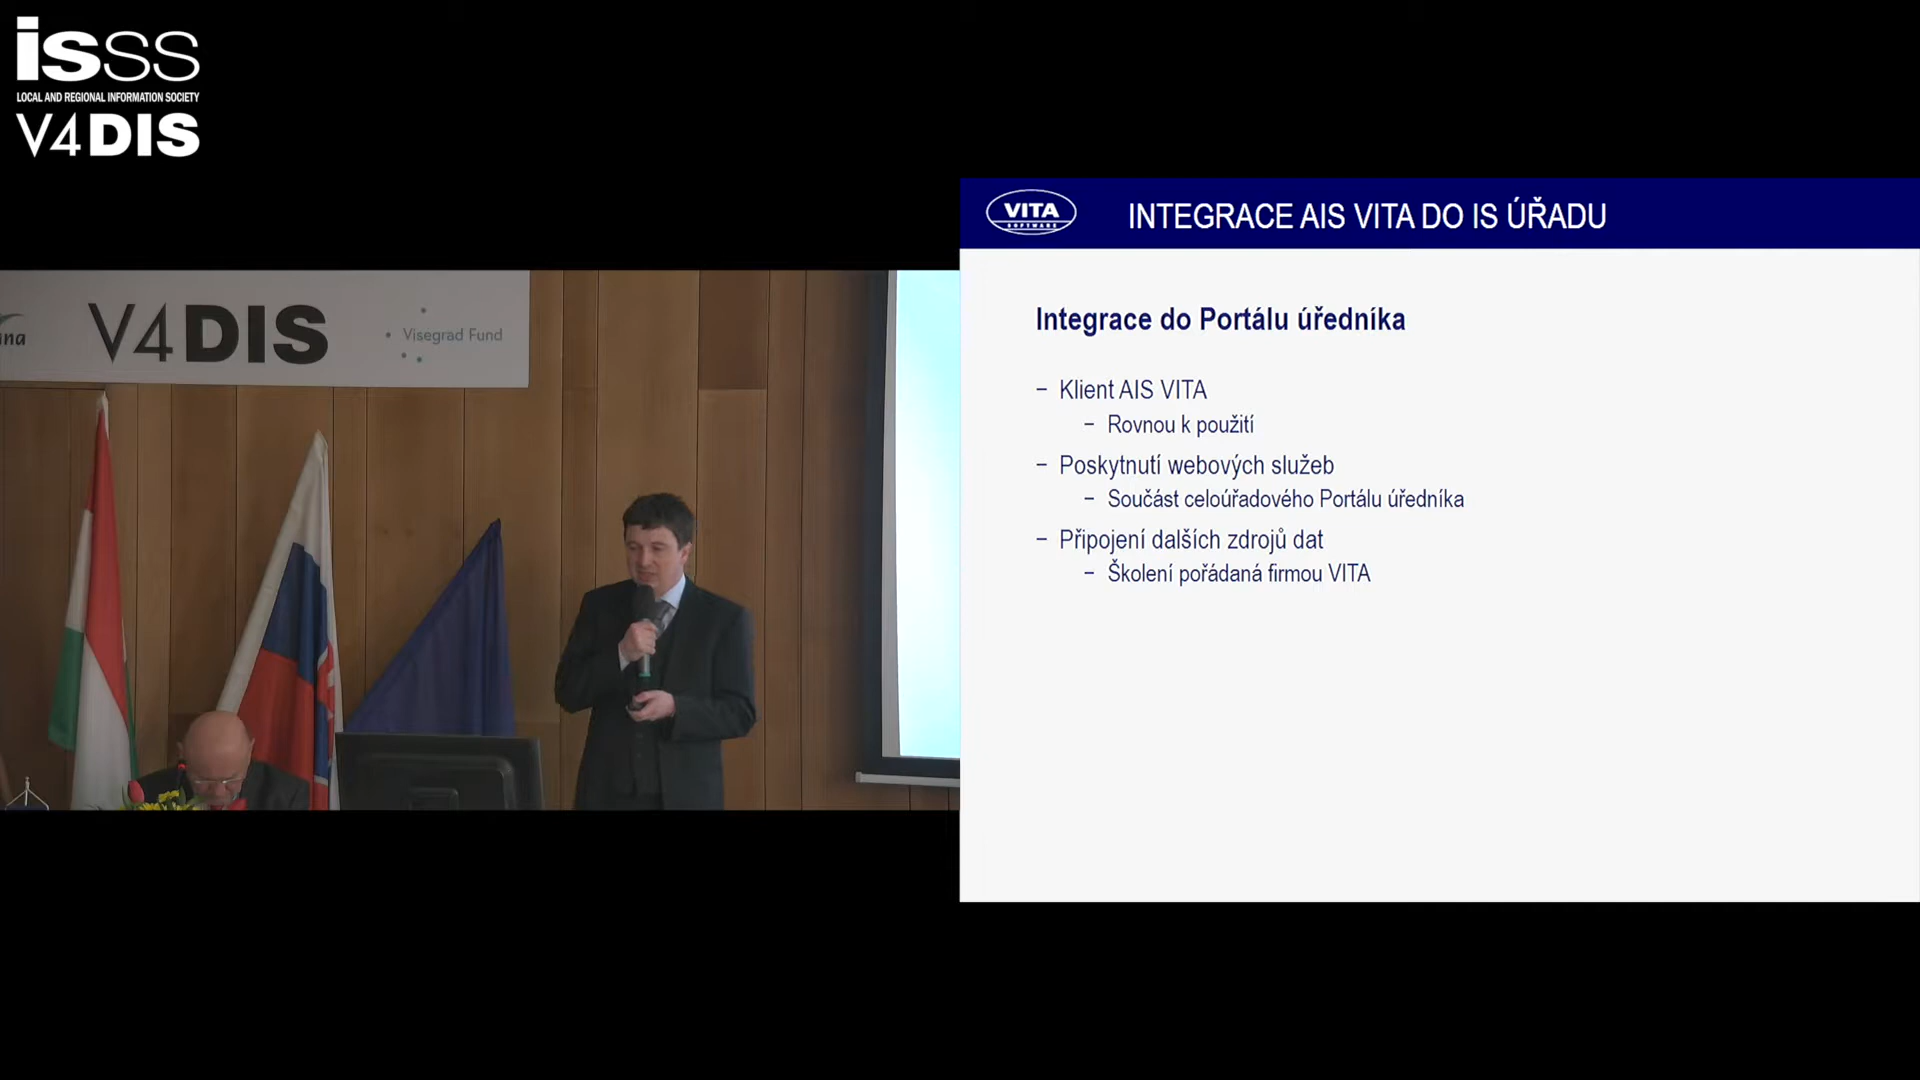 isss
LOCAL AND REGIONAL INFORMATION SOCIETY
V4DIS
V4DIS
Visegrad Fund
VITA
SOFTWARE
INTEGRACE AIS VITA DO IS ÚŘADU
Integrace do Portálu úředníka
− Klient AIS VITA
− Rovnou k použití
− Poskytnutí webových služeb
− Součást celoúřadového Portálu úředníka
− Připojení dalších zdrojů dat
− Školení pořádaná firmou VITA